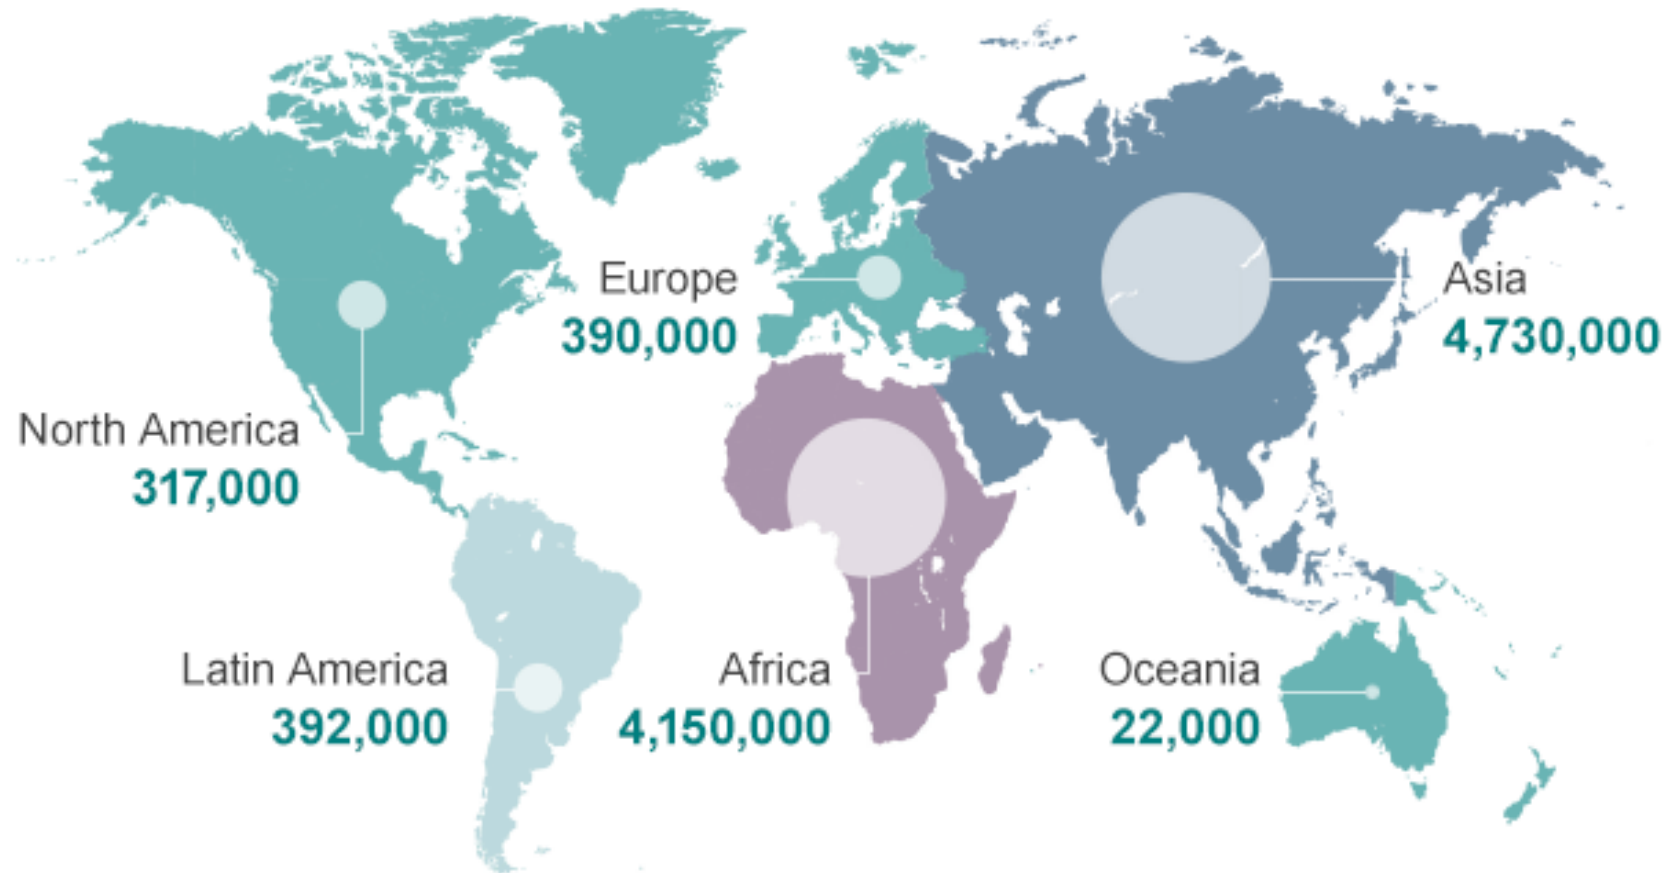 Europe
390,000
Asia
4,730,000
North America
317,000
Latin America
392,000
Africa
4,150,000
Oceania
22,000